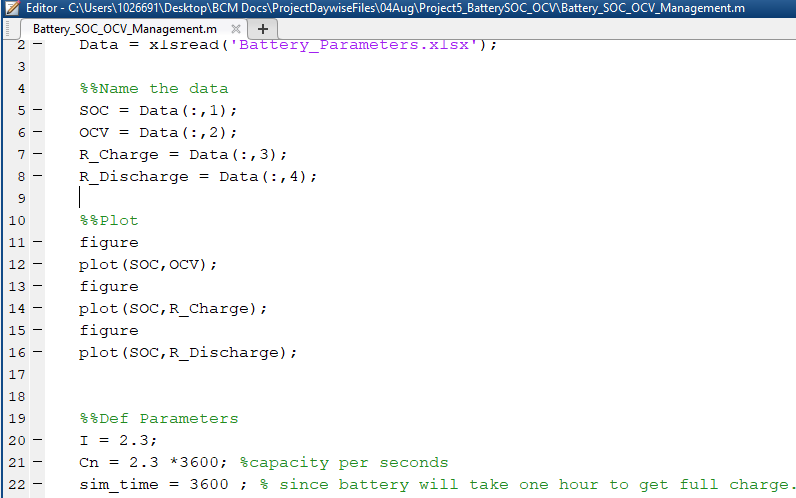 Editor - C:\Users\1026691\Desktop\BCM Docs\ProjectDaywiseFiles\04Aug\Project5_BatterySOC_OCV\Battery_SOC_OCV_Management.m
Battery_SOC_OCV_Management.m
2 Data = xlsread('Battery_Parameters.xlsx');
3
4 %%Name the data
5 SOC = Data(:,1);
6 OCV = Data(:,2);
7 R_Charge = Data(:,3);
8 R_Discharge = Data(:,4);
9
10 %%Plot
11 figure
12 plot(SOC,OCV);
13 figure
14 plot(SOC,R_Charge);
15 figure
16 plot(SOC,R_Discharge);
17
18
19 %%Def Parameters
20 I = 2.3;
21 Cn = 2.3 *3600; %capacity per seconds
22 sim_time = 3600 ; % since battery will take one hour to get full charge.